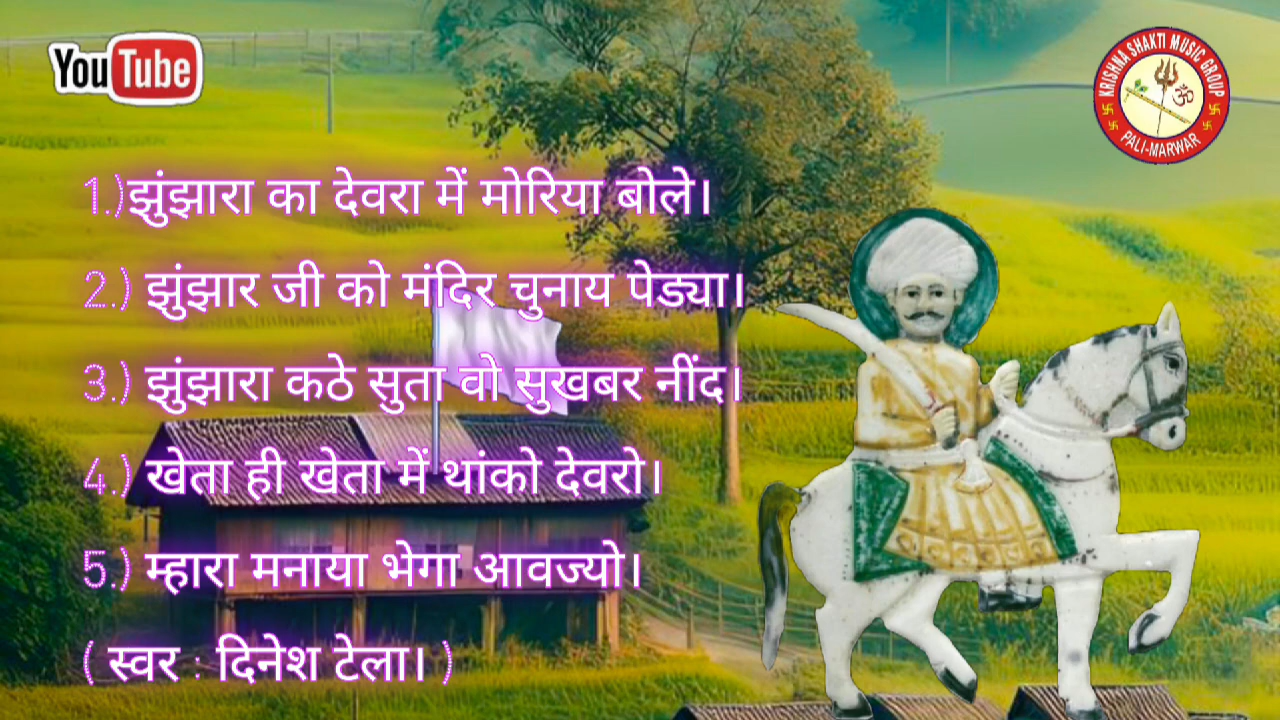 YouTube
KRISHNA SHAKTI MUSIC GROUP
PALI-MARWAR
1.)झुंझारा का देवरा में मोरिया बोले।
2.) झुंझार जी को मंदिर चुनाय पेड्या।
3.) झुंझारा कठे सुता वो सुखबर नींद।
4.) खेता ही खेता में थांको देवरो।
5.) म्हारा मनाया भेगा आवज्यो।
( स्वर : दिनेश टेला। )